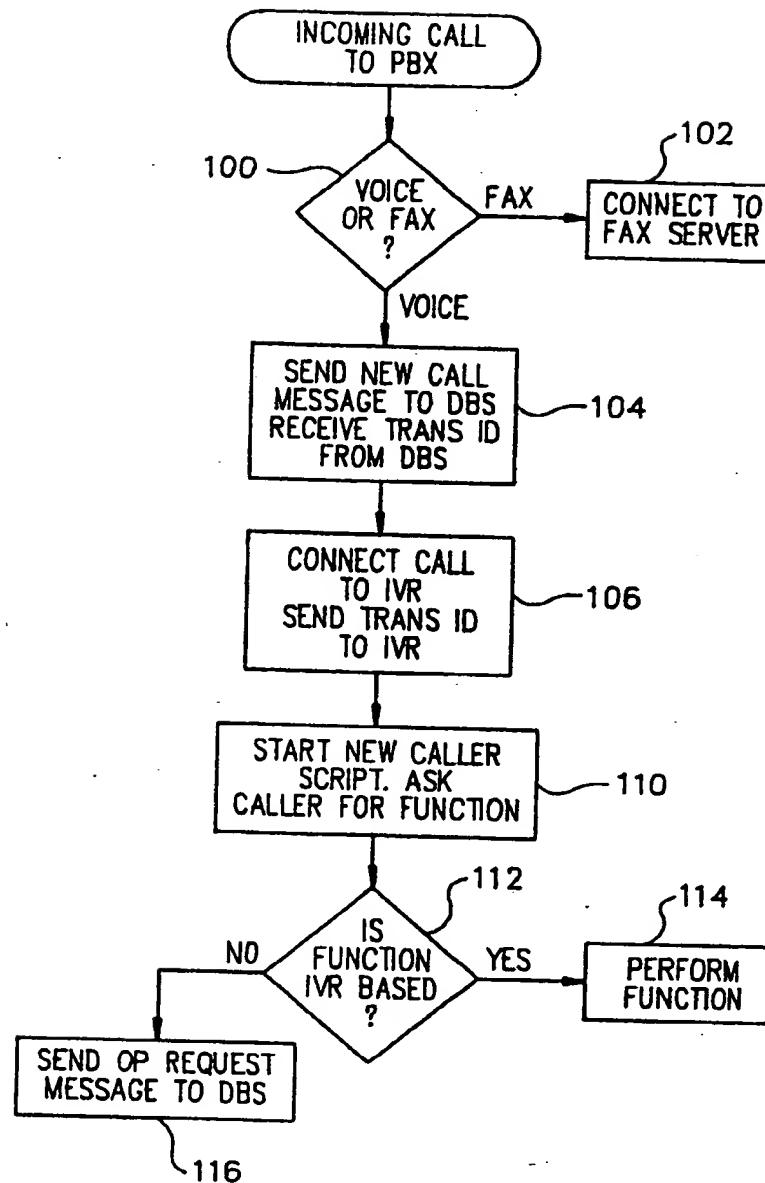 INCOMING CALL
TO PBX
100
VOICE
OR FAX
?
FAX
102
CONNECT TO
FAX SERVER
VOICE
SEND NEW CALL
MESSAGE TO DBS
RECEIVE TRANS ID
FROM DBS
104
CONNECT CALL
TO IVR
SEND TRANS ID
TO IVR
106
START NEW CALLER
SCRIPT. ASK
CALLER FOR FUNCTION
110
112
IS
FUNCTION
IVR BASED
?
NO
YES
114
PERFORM
FUNCTION
SEND OP REQUEST
MESSAGE TO DBS
116